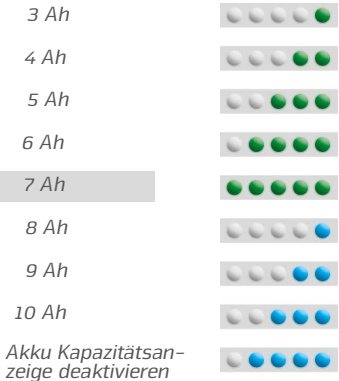 3 Ah
4 Ah
5 Ah
6 Ah
7 Ah
8 Ah
9 Ah
10 Ah
Akku Kapazitätsan-
zeige deaktivieren